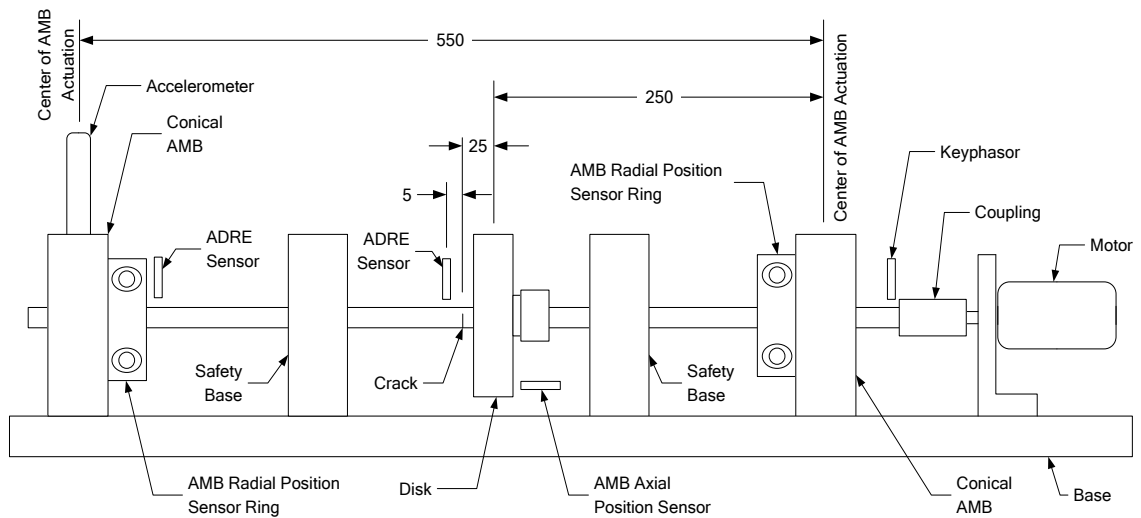 Center of AMB
Actuation
550
Accelerometer
250
Center of AMB Actuation
Conical
AMB
25
AMB Radial Position
Sensor Ring
Keyphasor
5
Coupling
ADRE
Sensor
ADRE
Sensor
Motor
Safety
Base
Crack
Safety
Base
AMB Radial Position
Sensor Ring
Disk
AMB Axial
Position Sensor
Conical
AMB
Base